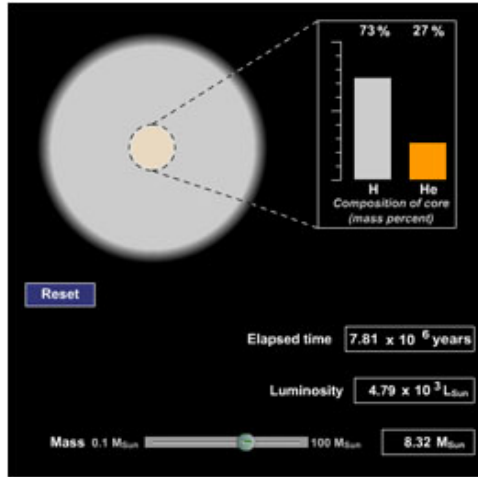 73 % 27 %
H He
Composition of core
(mass percent)
Reset
Elapsed time 7.81 x 10 6 years
Luminosity 4.79 x 10 3 LSun
Mass 0.1 MSun 100 MSun 8.32 MSun